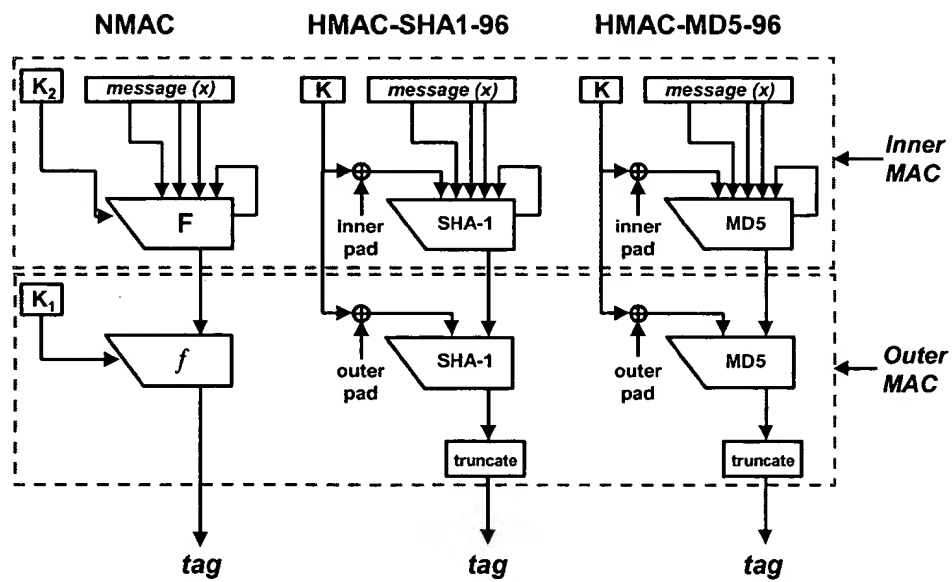 NMAC
HMAC-SHA1-96
HMAC-MD5-96
K2
message (x)
K
message (x)
K
message (x)
Inner
MAC
F
inner
pad
SHA-1
inner
pad
MD5
K1
f
outer
pad
SHA-1
outer
pad
MD5
Outer
MAC
truncate
truncate
tag
tag
tag